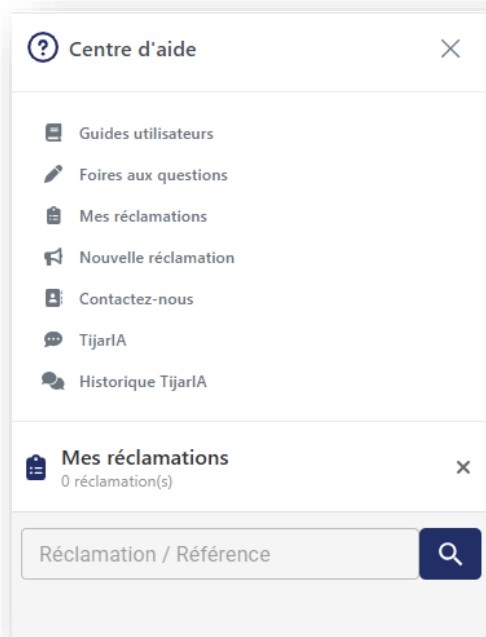 Centre d'aide
Guides utilisateurs
Foires aux questions
Mes réclamations
Nouvelle réclamation
Contactez-nous
TijarIA
Historique TijarIA
Mes réclamations
0 réclamation(s)
Réclamation / Référence